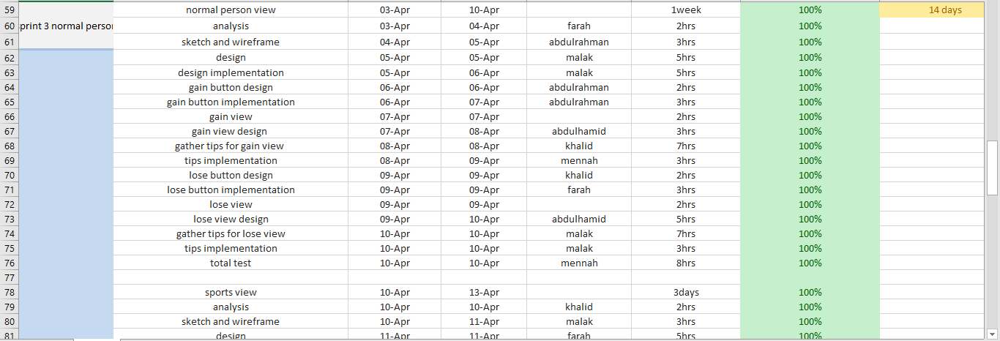 59 normal person view 03-Apr 10-Apr 1week 100% 14 days
60 print 3 normal person analysis 03-Apr 04-Apr farah 2hrs 100%
61 sketch and wireframe 04-Apr 05-Apr abdulrahman 3hrs 100%
62 design 05-Apr 05-Apr malak 5hrs 100%
63 design implementation 05-Apr 06-Apr malak 5hrs 100%
64 gain button design 06-Apr 06-Apr abdulrahman 2hrs 100%
65 gain button implementation 06-Apr 07-Apr abdulrahman 3hrs 100%
66 gain view 07-Apr 07-Apr 2hrs 100%
67 gain view design 07-Apr 08-Apr abdulhamid 3hrs 100%
68 gather tips for gain view 08-Apr 08-Apr khalid 7hrs 100%
69 tips implementation 08-Apr 09-Apr mennah 3hrs 100%
70 lose button design 09-Apr 09-Apr khalid 2hrs 100%
71 lose button implementation 09-Apr 09-Apr farah 3hrs 100%
72 lose view 09-Apr 09-Apr 2hrs 100%
73 lose view design 09-Apr 10-Apr abdulhamid 5hrs 100%
74 gather tips for lose view 10-Apr 10-Apr malak 7hrs 100%
75 tips implementation 10-Apr 10-Apr malak 3hrs 100%
76 total test 10-Apr 10-Apr mennah 8hrs 100%
77
78 sports view 10-Apr 13-Apr 3days 100%
79 analysis 10-Apr 10-Apr khalid 2hrs 100%
80 sketch and wireframe 10-Apr 11-Apr malak 3hrs 100%
81 design 11-Apr 11-Apr farah 5hrs 100%